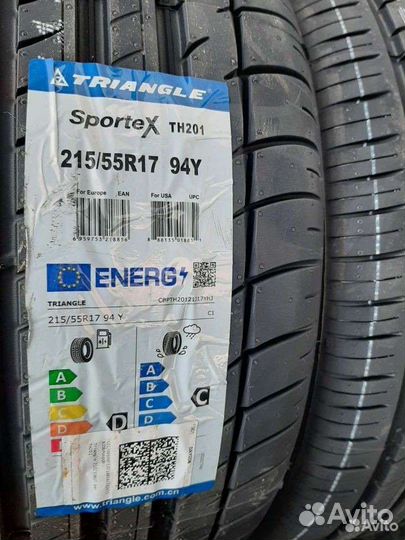 TRIANGLE
SporteX TH201
215/55R17 94Y
For Europe EAN For USA UPC
ENERG
TRIANGLE
215/55R17 94 Y C1
A A
B B
C C
D D
D C
www.triangle.com.cn
Avito
Avito